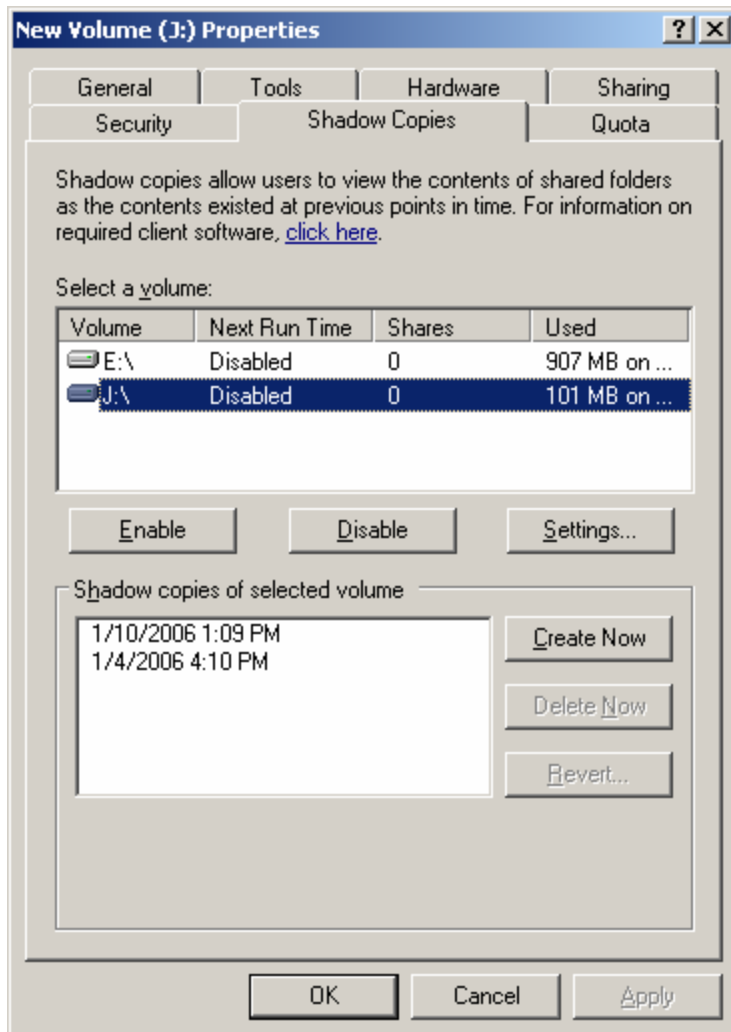 New Volume (J:) Properties
General Tools Hardware Sharing
Security Shadow Copies Quota
Shadow copies allow users to view the contents of shared folders
as the contents existed at previous points in time. For information on
required client software, click here.
Select a volume:
Volume Next Run Time Shares Used
E:\ Disabled 0 907 MB on ...
J:\ Disabled 0 101 MB on ...
Enable Disable Settings...
Shadow copies of selected volume
1/10/2006 1:09 PM
1/4/2006 4:10 PM
Create Now
Delete Now
Revert...
OK Cancel Apply